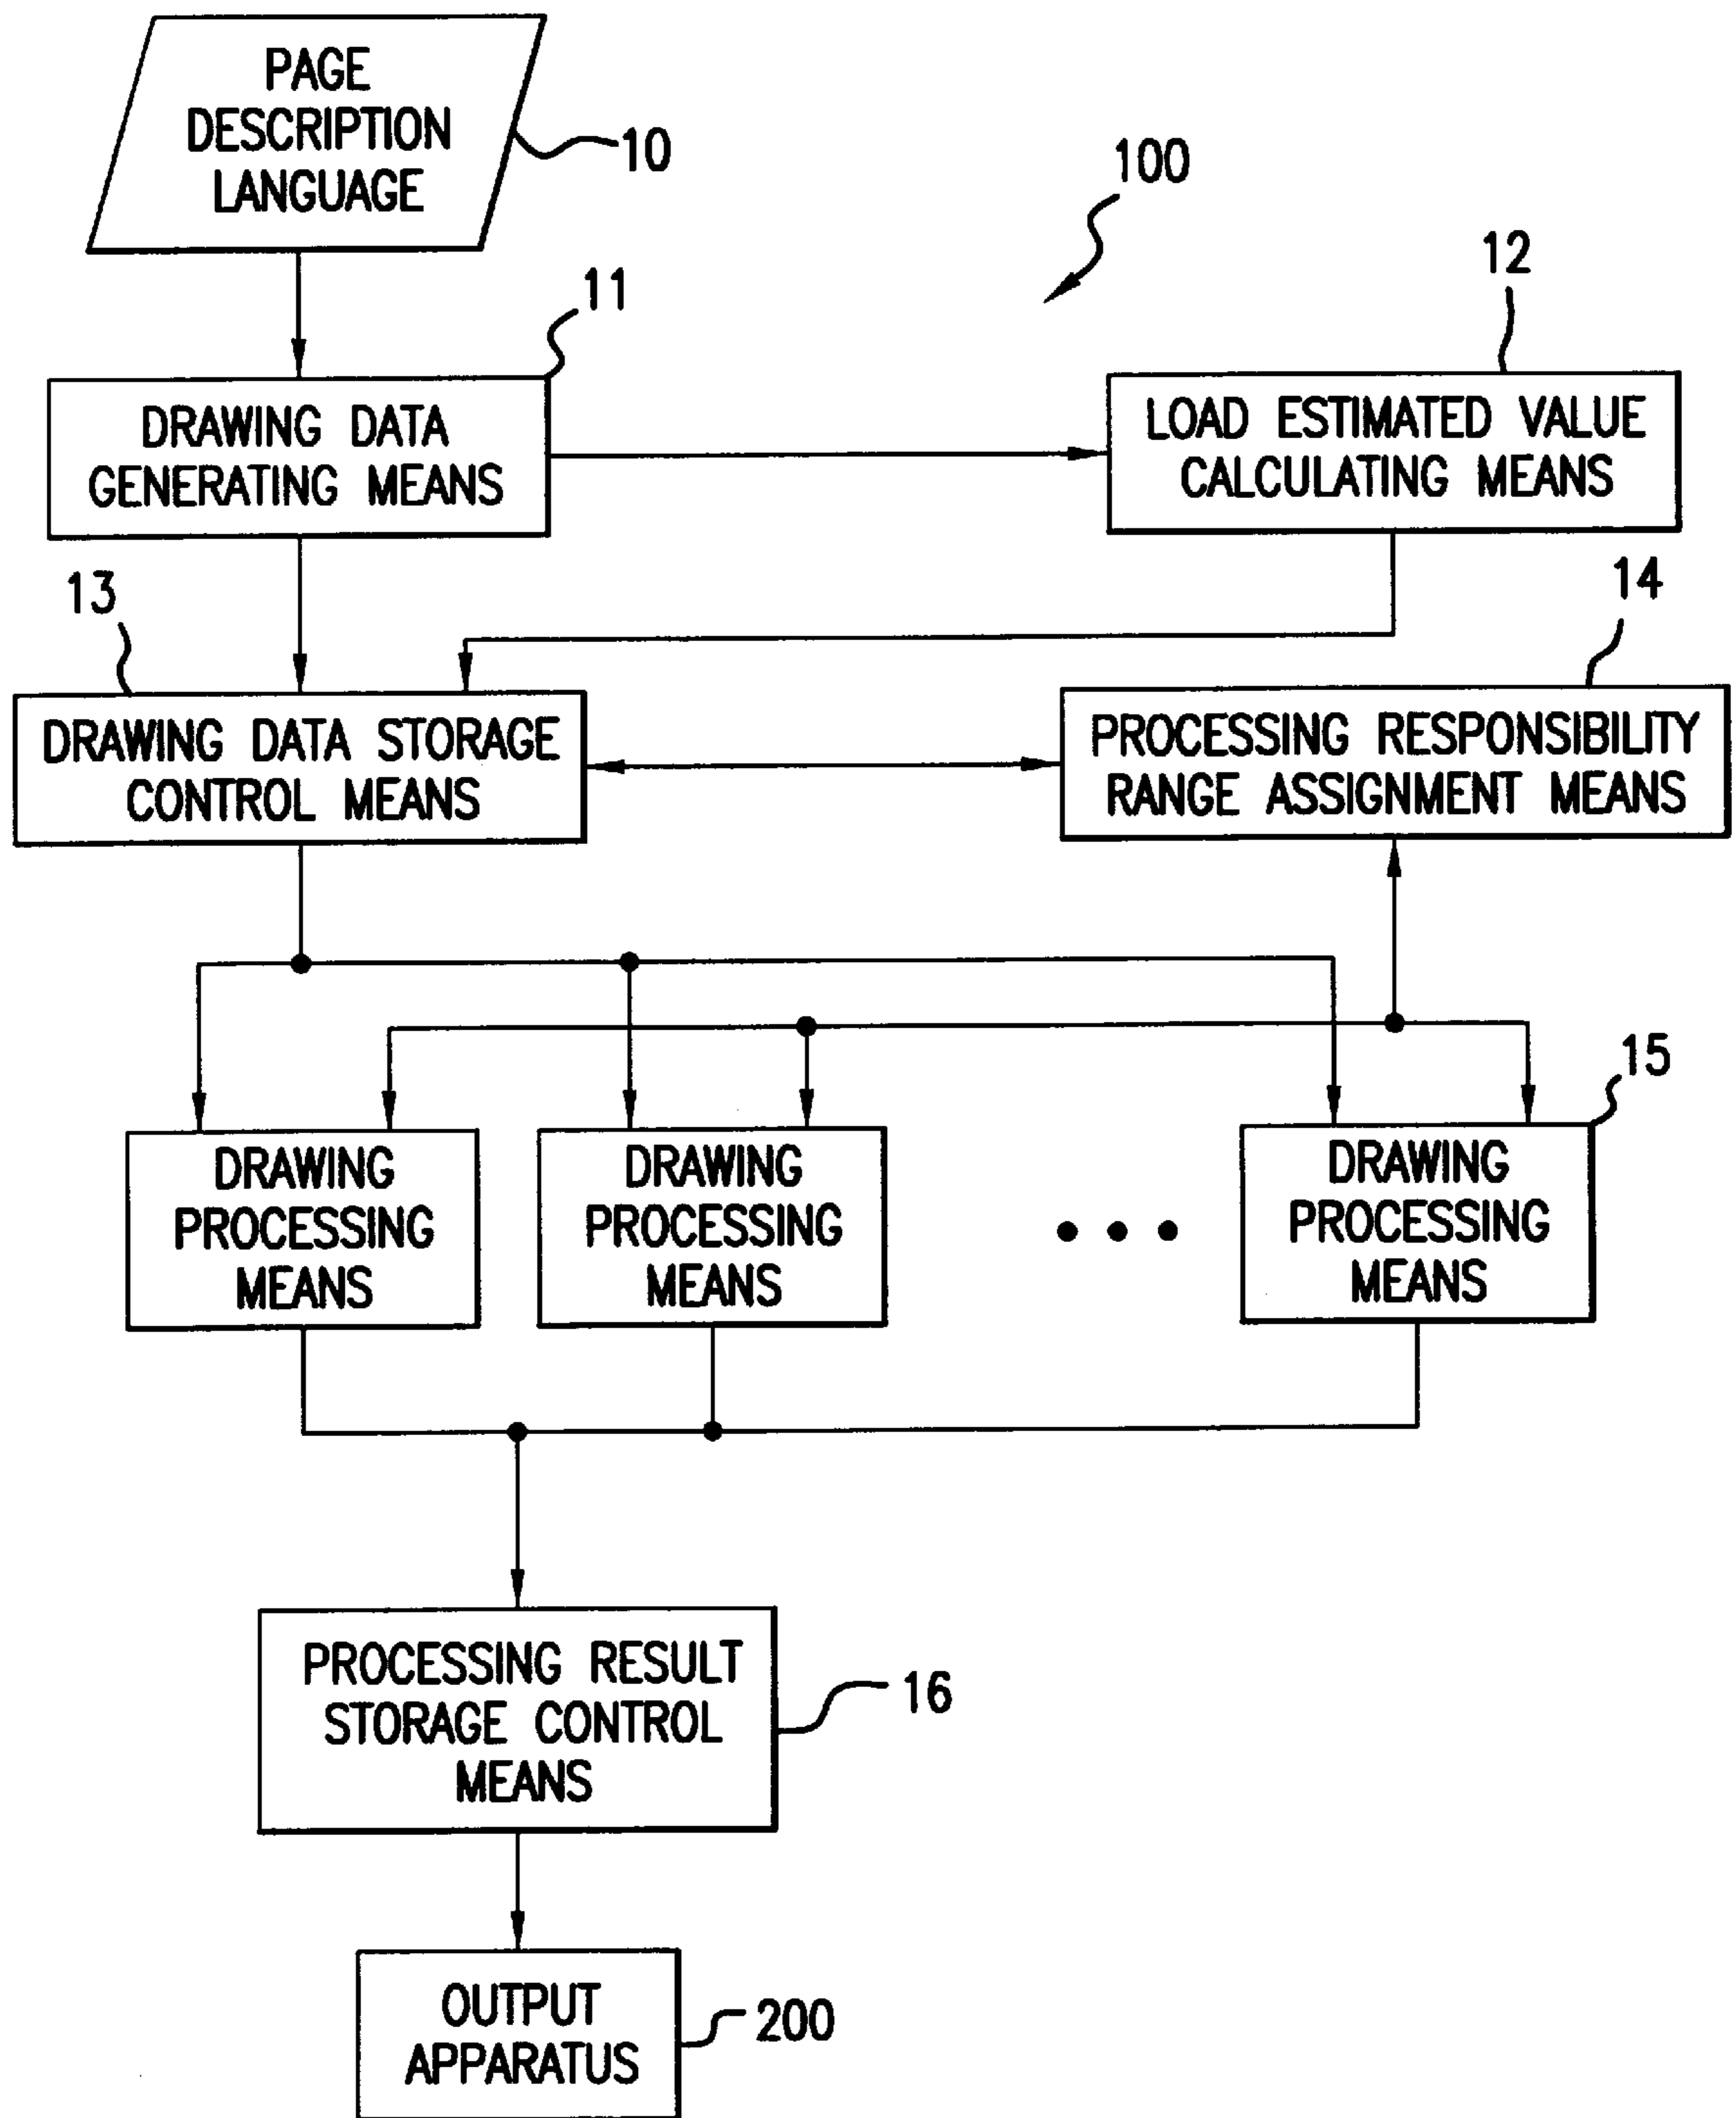 PAGE
DESCRIPTION
LANGUAGE
10
100
11
12
DRAWING DATA
GENERATING MEANS
LOAD ESTIMATED VALUE
CALCULATING MEANS
13
14
DRAWING DATA STORAGE
CONTROL MEANS
PROCESSING RESPONSIBILITY
RANGE ASSIGNMENT MEANS
15
DRAWING
PROCESSING
MEANS
DRAWING
PROCESSING
MEANS
• • •
DRAWING
PROCESSING
MEANS
PROCESSING RESULT
STORAGE CONTROL
MEANS
16
OUTPUT
APPARATUS
200